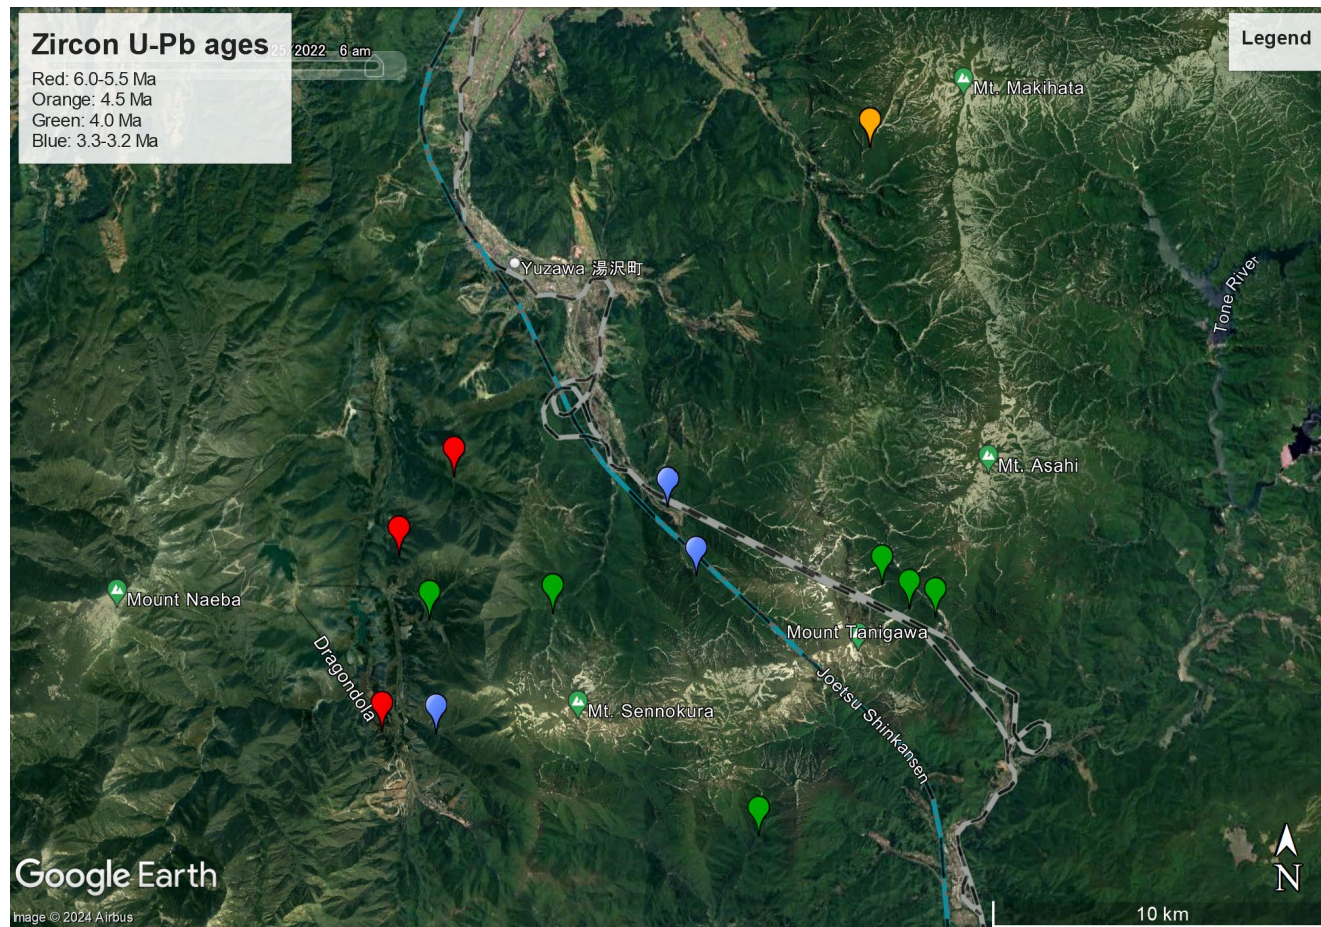 Zircon U-Pb ages
25/2022 6 am
Red: 6.0-5.5 Ma
Orange: 4.5 Ma
Green: 4.0 Ma
Blue: 3.3-3.2 Ma
Legend
Mt. Makihata
Yuzawa 湯沢町
Tone River
Mt. Asahi
Mount Naeba
Mount Tanigawa
Dragondola
Mt. Sennokura
Joetsu Shinkansen
Google Earth
Image © 2024 Airbus
N
10 km